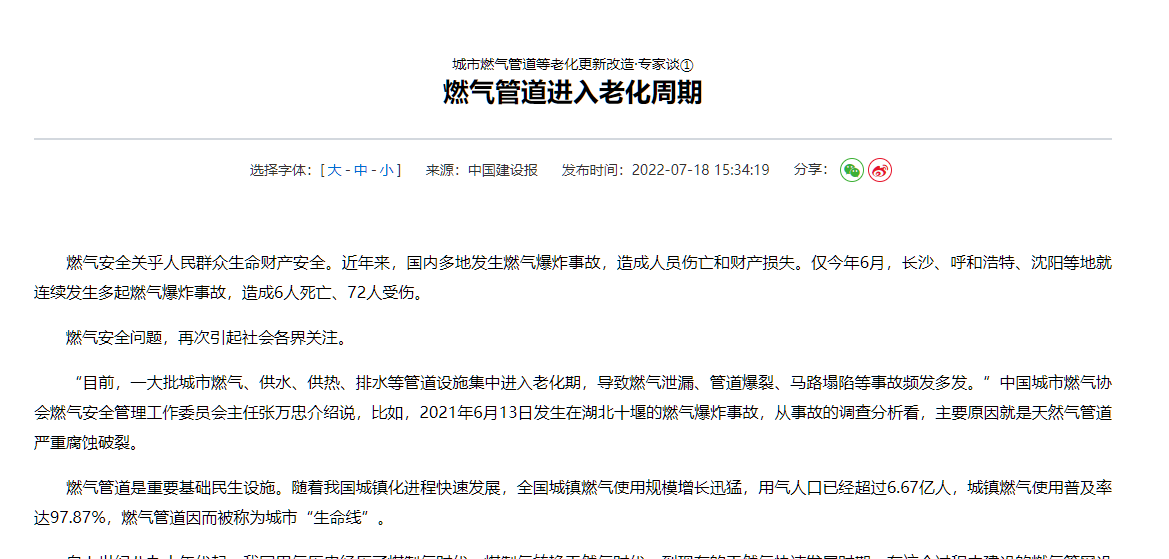 城市燃气管道等老化更新改造·专家谈①
燃气管道进入老化周期
选择字体：[ 大 - 中 - 小 ] 来源：中国建设报 发布时间：2022-07-18 15:34:19 分享：
燃气安全关乎人民群众生命财产安全。近年来，国内多地发生燃气爆炸事故，造成人员伤亡和财产损失。仅今年6月，长沙、呼和浩特、沈阳等地就
连续发生多起燃气爆炸事故，造成6人死亡、72人受伤。
燃气安全问题，再次引起社会各界关注。
“目前，一大批城市燃气、供水、供热、排水等管道设施集中进入老化期，导致燃气泄漏、管道爆裂、马路塌陷等事故频发多发。”中国城市燃气协
会燃气安全管理工作委员会主任张万忠介绍说，比如，2021年6月13日发生在湖北十堰的燃气爆炸事故，从事故的调查分析看，主要原因就是天然气管道
严重腐蚀破裂。
燃气管道是重要基础民生设施。随着我国城镇化进程快速发展，全国城镇燃气使用规模增长迅猛，用气人口已经超过6.67亿人，城镇燃气使用普及率
达97.87%，燃气管道因而被称为城市“生命线”。